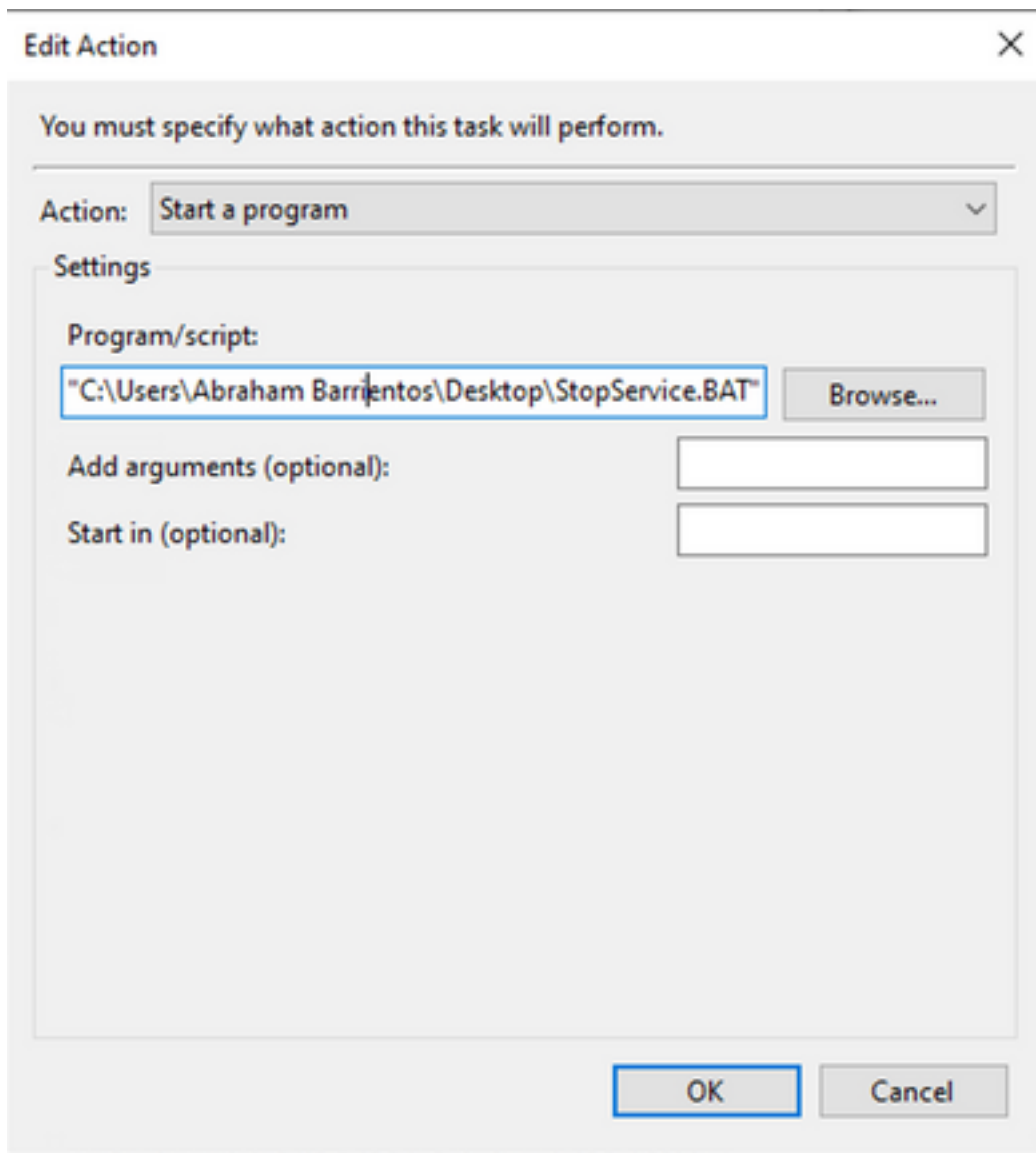 Edit Action
You must specify what action this task will perform.
Action: Start a program
Settings
Program/script:
"C:\Users\Abraham Barrientos\Desktop\StopService.BAT" Browse...
Add arguments (optional):
Start in (optional):
OK Cancel